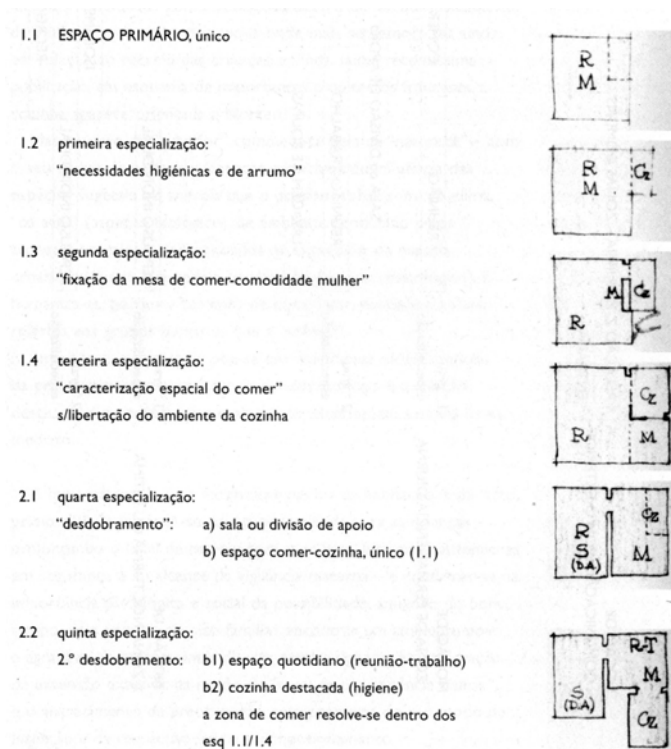 1.1 ESPAÇO PRIMÁRIO, único
R
M
1.2 primeira especialização:
"necessidades higiénicas e de arrumo"
R
M
Cz
1.3 segunda especialização:
"fixação da mesa de comer-comodidade mulher"
M
Cz
R
1.4 terceira especialização:
"caracterização espacial do comer"
s/libertação do ambiente da cozinha
Cz
R
M
2.1 quarta especialização:
"desdobramento": a) sala ou divisão de apoio
b) espaço comer-cozinha, único (1.1)
R
S
(D.A)
Cz
M
2.2 quinta especialização:
2.º desdobramento: b1) espaço quotidiano (reunião-trabalho)
b2) cozinha destacada (higiene)
a zona de comer resolve-se dentro dos
esq 1.1/1.4
R-T
M
S
(D.A)
Cz